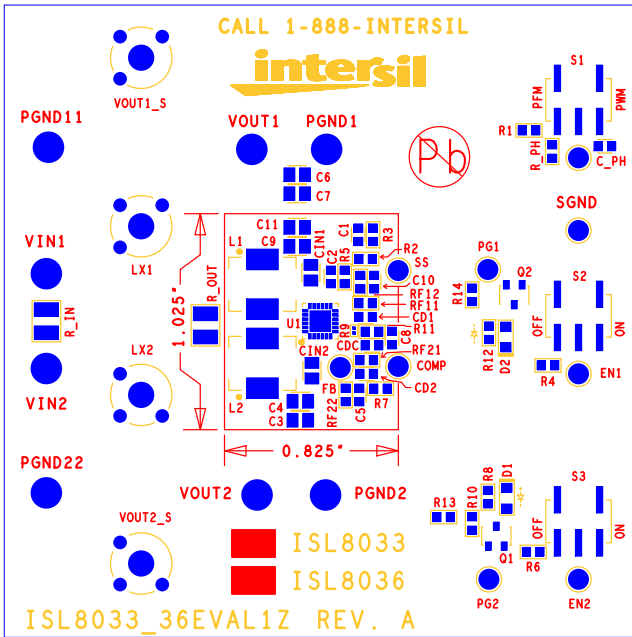 CALL 1-888-INTERSIL
intersil
VOUT1_S
S1
PFM
PWM
PGND11
VOUT1
PGND1
Pb
R1
R_PH
C_PH
C6
C7
SGND
VIN1
LX1
C11
C9
L1
CIN1
C1
R3
R2
R5
C2
SS
C10
PG1
Q2
S2
R14
R_IN
R_OUT
1.025"
U1
RF12
RF11
CD1
R9
R11
C8
CDC
OFF
ON
R12
D2
LX2
CIN2
RF21
COMP
R4
EN1
VIN2
FB
CD2
L2
C4
C3
RF22
C5
R7
0.825"
PGND22
VOUT2
PGND2
R8
D1
S3
R13
R10
OFF
ON
VOUT2_S
ISL8033
Q1
R6
ISL8036
PG2
EN2
ISL8033_36EVAL1Z REV. A